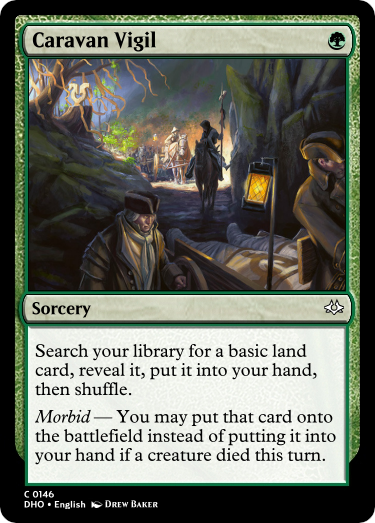 Caravan Vigil
Sorcery
Search your library for a basic land
card, reveal it, put it into your hand,
then shuffle.
Morbid — You may put that card onto
the battlefield instead of putting it into
your hand if a creature died this turn.
C 0146
DHO • English Drew Baker